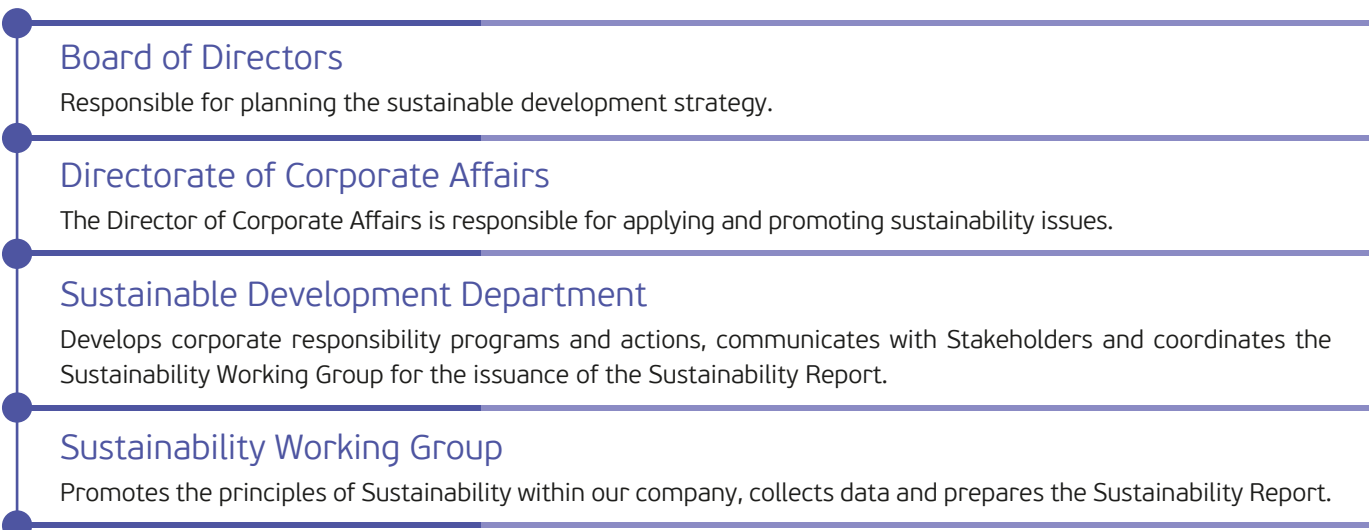 Board of Directors
Responsible for planning the sustainable development strategy.
Directorate of Corporate Affairs
The Director of Corporate Affairs is responsible for applying and promoting sustainability issues.
Sustainable Development Department
Develops corporate responsibility programs and actions, communicates with Stakeholders and coordinates the
Sustainability Working Group for the issuance of the Sustainability Report.
Sustainability Working Group
Promotes the principles of Sustainability within our company, collects data and prepares the Sustainability Report.